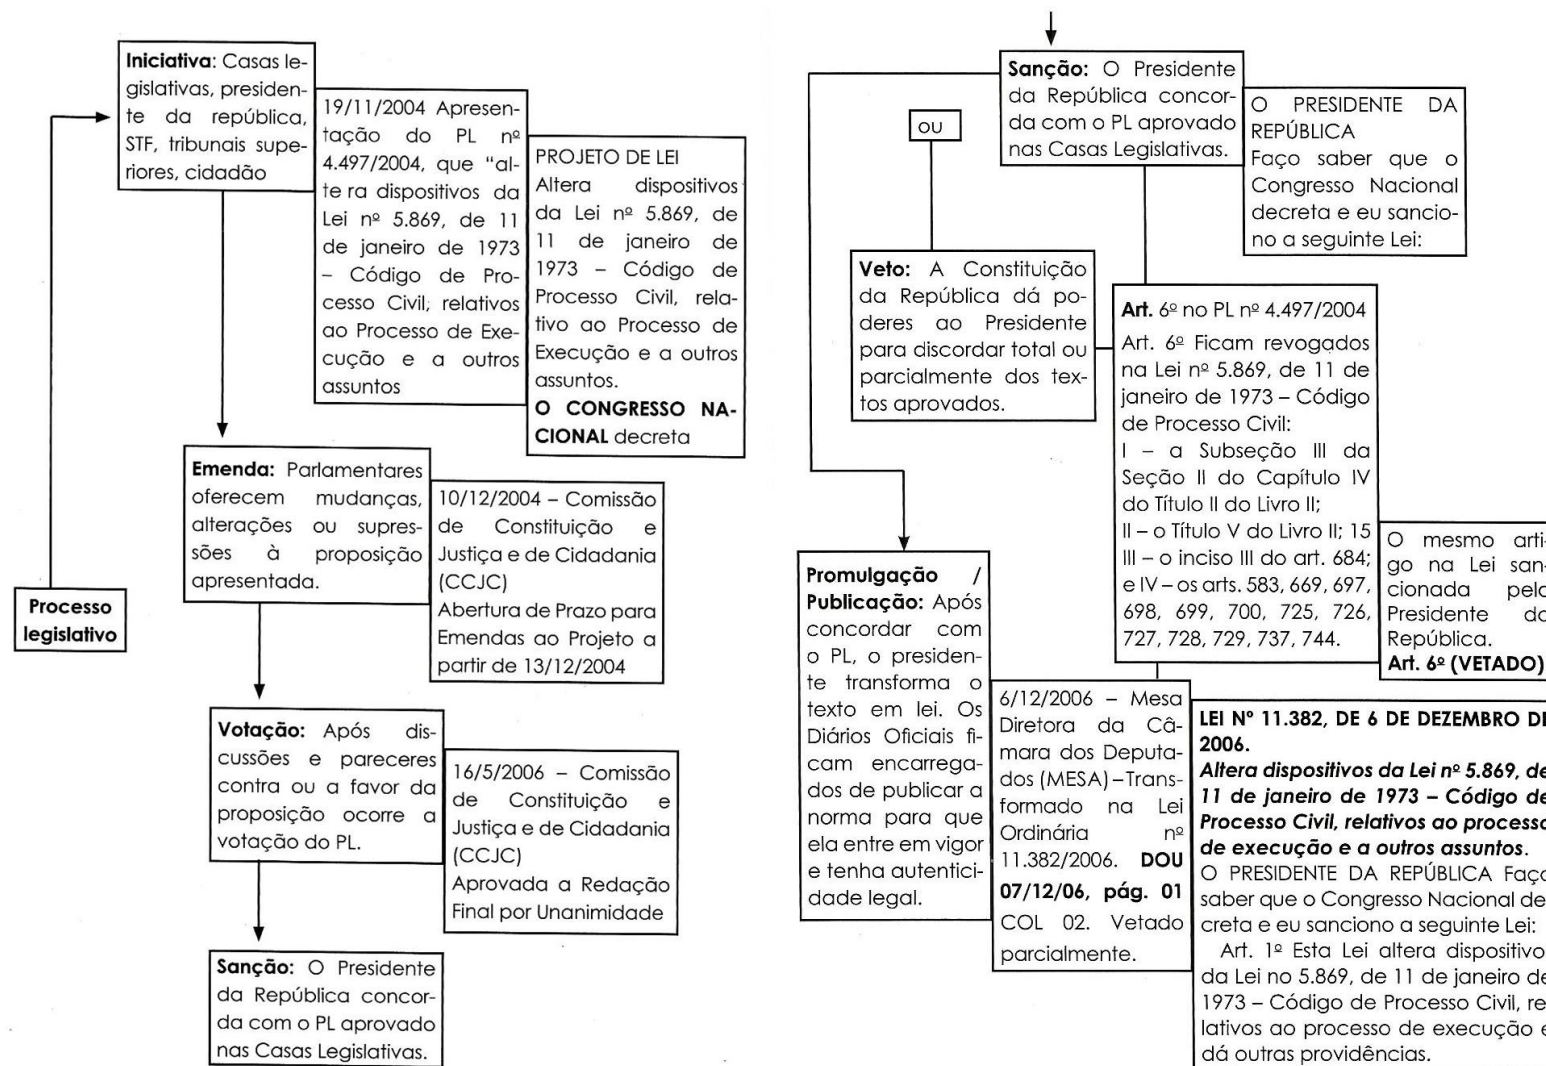 Iniciativa: Casas le-
gislativas, presiden-
te da república,
STF, tribunais supe-
riores, cidadão
19/11/2004 Apresen-
tação do PL nº
4.497/2004, que “al-
te ra dispositivos da
Lei nº 5.869, de 11
de janeiro de 1973
– Código de Pro-
cesso Civil, relativos
ao Processo de Exe-
cução e a outros
assuntos
PROJETO DE LEI
Altera dispositivos
da Lei nº 5.869, de
11 de janeiro de
1973 – Código de
Processo Civil, rela-
tivo ao Processo de
Execução e a outros
assuntos.
O CONGRESSO NA-
CIONAL decreta
Emenda: Parlamentares
oferecem mudanças,
alterações ou supres-
sões à proposição
apresentada.
10/12/2004 – Comissão
de Constituição e
Justiça e de Cidadania
(CCJC)
Abertura de Prazo para
Emendas ao Projeto a
partir de 13/12/2004
Processo
legislativo
Votação: Após dis-
cussões e pareceres
contra ou a favor da
proposição ocorre a
votação do PL.
16/5/2006 – Comissão
de Constituição e
Justiça e de Cidadania
(CCJC)
Aprovada a Redação
Final por Unanimidade
Sanção: O Presidente
da República concor-
da com o PL aprovado
nas Casas Legislativas.
Sanção: O Presidente
da República concor-
da com o PL aprovado
nas Casas Legislativas.
O PRESIDENTE DA
REPÚBLICA
Faço saber que o
Congresso Nacional
decreta e eu sancio-
no a seguinte Lei:
OU
Veto: A Constituição
da República dá po-
deres ao Presidente
para discordar total ou
parcialmente dos tex-
tos aprovados.
Art. 6º no PL nº 4.497/2004
Art. 6º Ficam revogados
na Lei nº 5.869, de 11 de
janeiro de 1973 – Código
de Processo Civil:
I – a Subseção III da
Seção II do Capítulo IV
do Título II do Livro II;
II – o Título V do Livro II; 15
III – o inciso III do art. 684;
e IV – os arts. 583, 669, 697,
698, 699, 700, 725, 726,
727, 728, 729, 737, 744.
O mesmo arti-
go na Lei san-
cionada pelo
Presidente da
República.
Art. 6º (VETADO)
Promulgação /
Publicação: Após
concordar com
o PL, o presiden-
te transforma o
texto em lei. Os
Diários Oficiais fi-
cam encarrega-
dos de publicar a
norma para que
ela entre em vigor
e tenha autentici-
dade legal.
6/12/2006 – Mesa
Diretora da Câ-
mara dos Deputa-
dos (MESA) – Trans-
formado na Lei
Ordinária nº
11.382/2006. DOU
07/12/06, pág. 01
COL 02. Vetado
parcialmente.
LEI Nº 11.382, DE 6 DE DEZEMBRO DE
2006.
Altera dispositivos da Lei nº 5.869, de
11 de janeiro de 1973 – Código de
Processo Civil, relativos ao processo
de execução e a outros assuntos.
O PRESIDENTE DA REPÚBLICA Faço
saber que o Congresso Nacional de-
creta e eu sanciono a seguinte Lei:
Art. 1º Esta Lei altera dispositivo
da Lei no 5.869, de 11 de janeiro de
1973 – Código de Processo Civil, re-
lativos ao processo de execução e
dá outras providências.